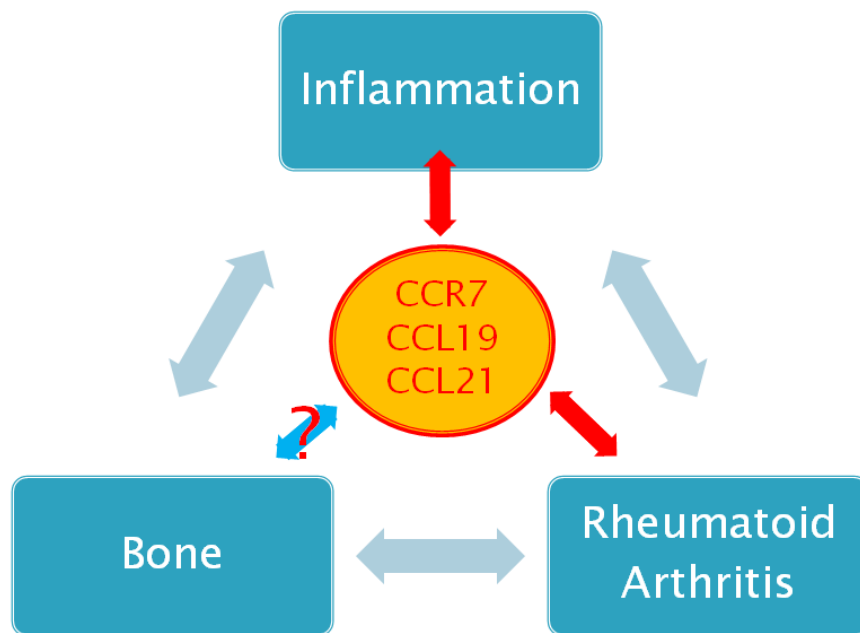 Inflammation
CCR7
CCL19
CCL21
?
Bone
Rheumatoid
Arthritis